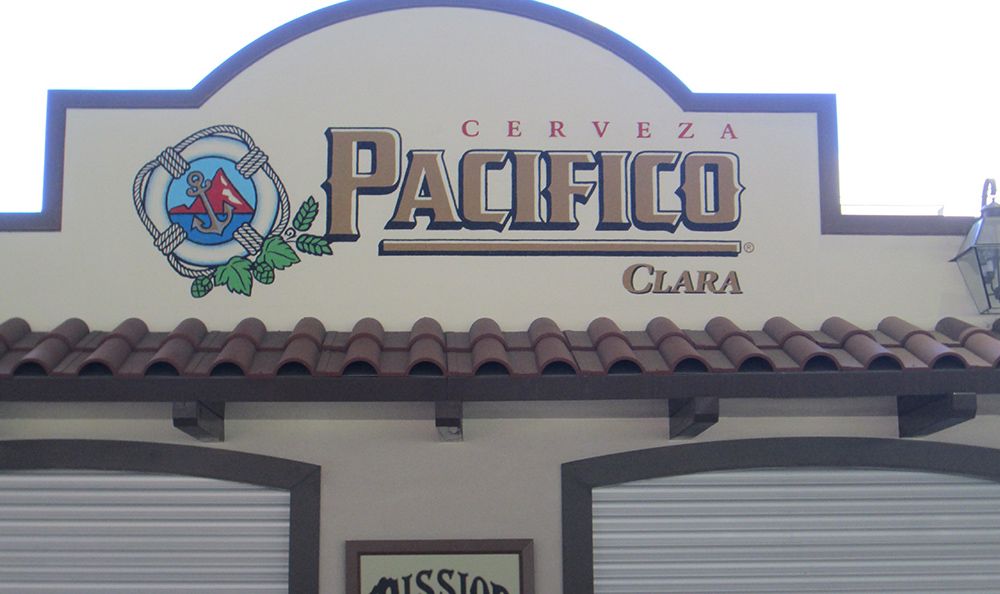 CERVEZA
PACIFICO
®
CLARA